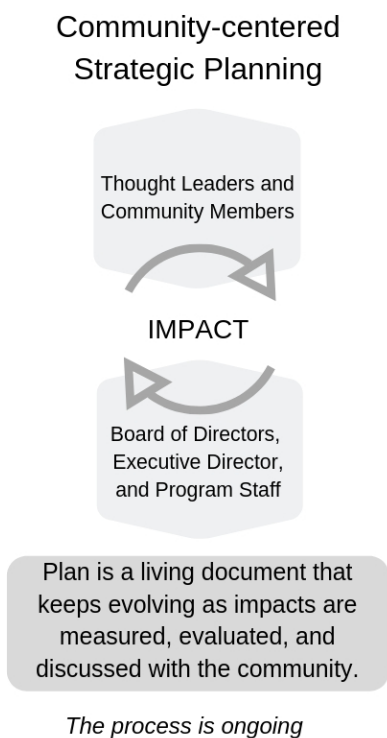 Community-centered
Strategic Planning
Thought Leaders and
Community Members
IMPACT
Board of Directors,
Executive Director,
and Program Staff
Plan is a living document that
keeps evolving as impacts are
measured, evaluated, and
discussed with the community.
The process is ongoing